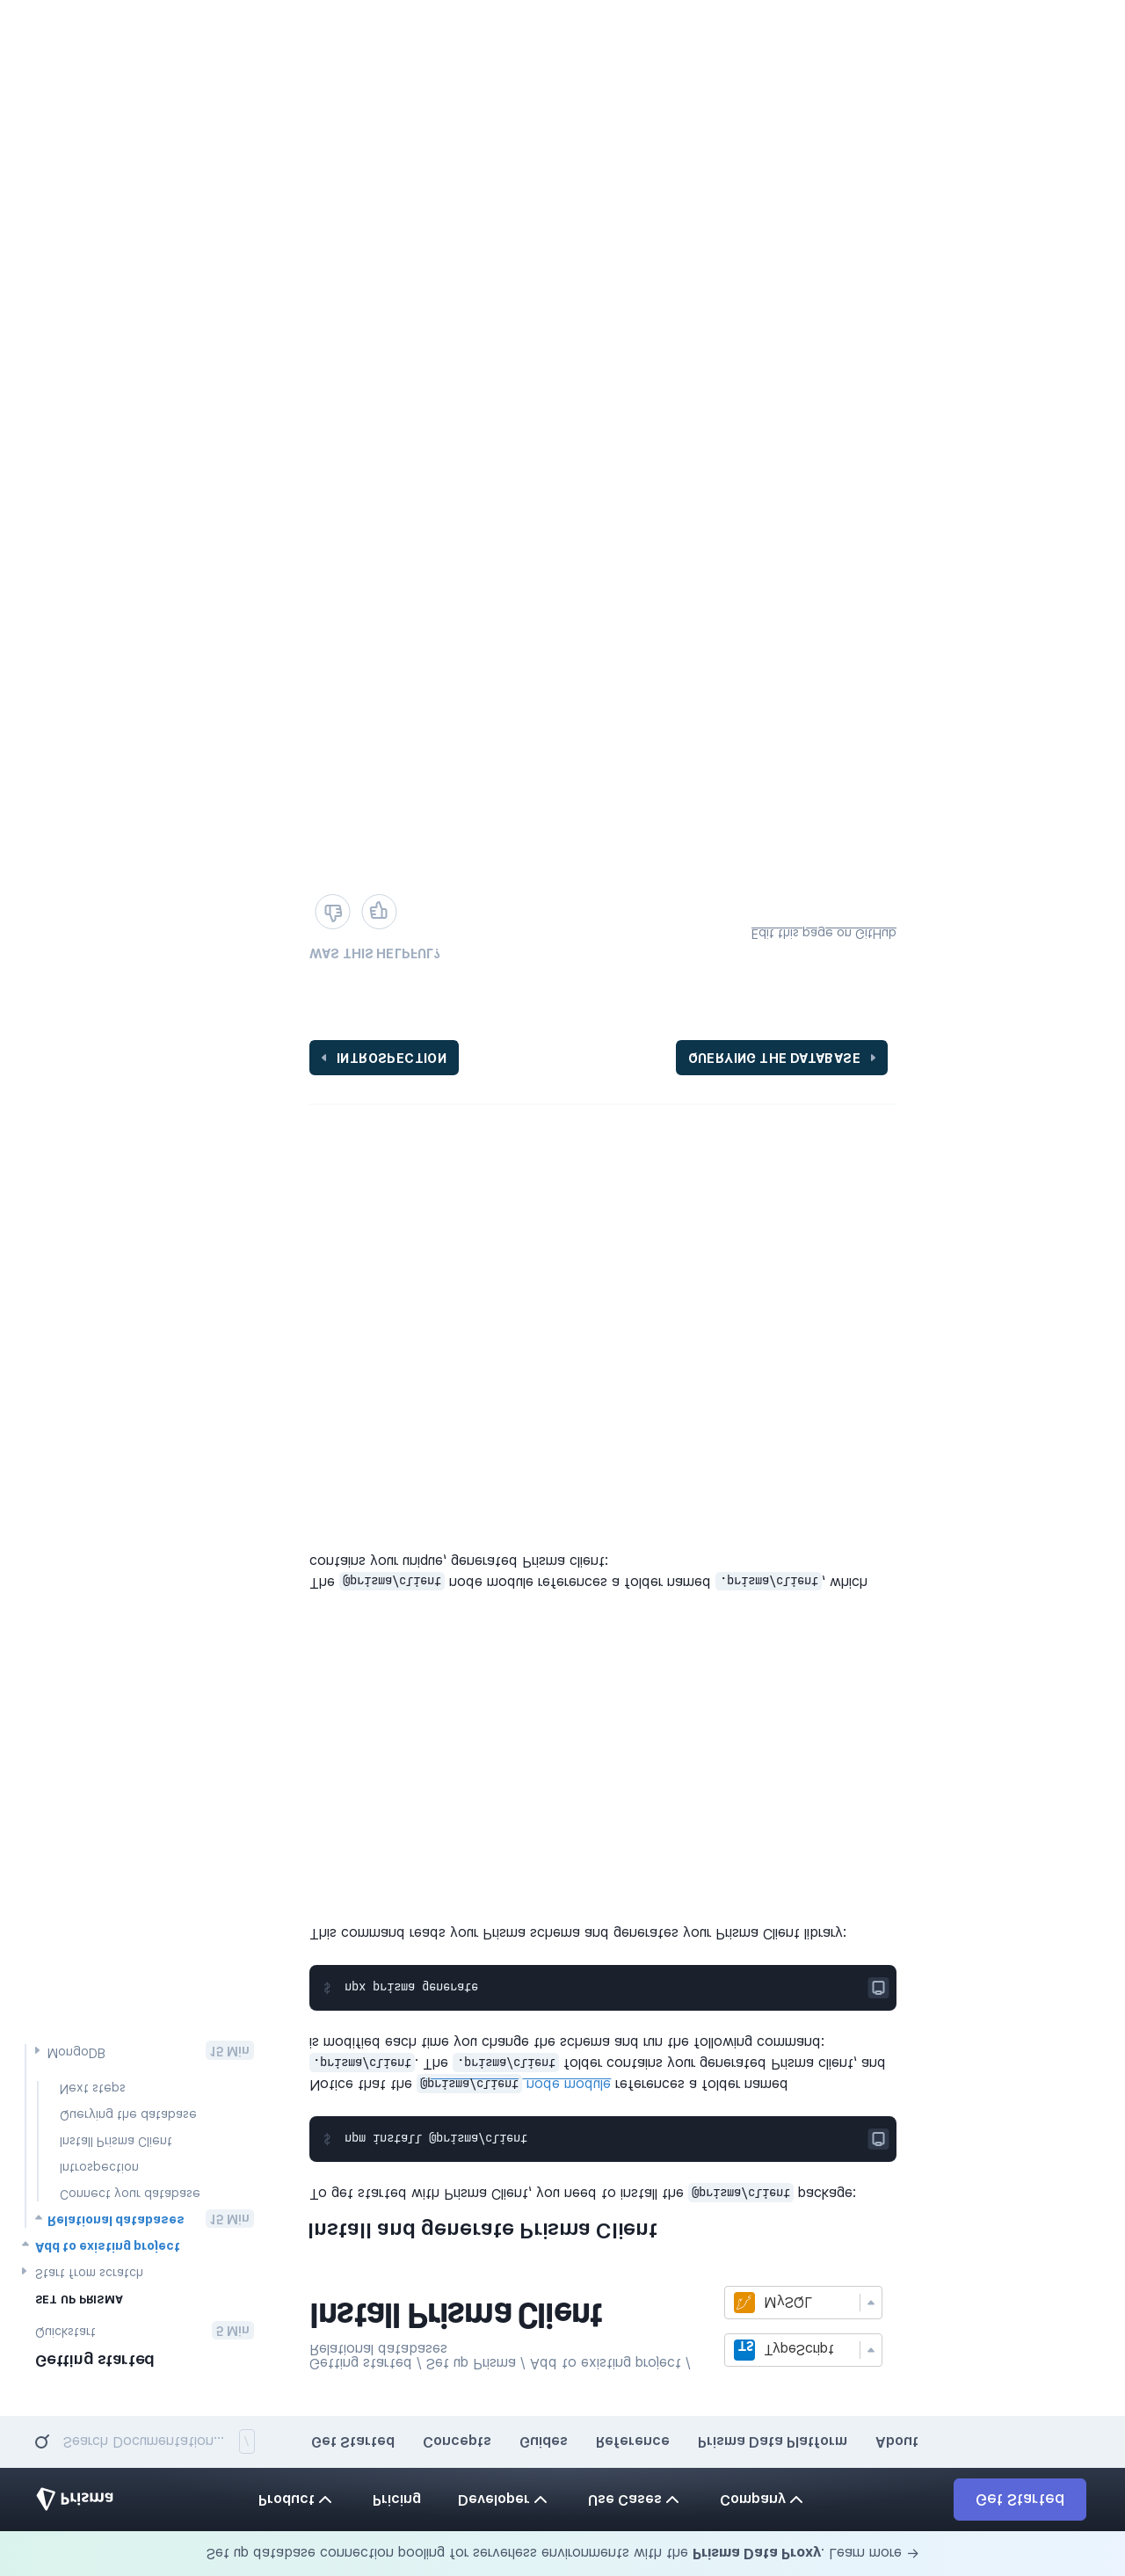 Set up database connection pooling for serverless environments with the Prisma Data Proxy. Learn more →
Prisma
Product
Pricing
Developer
Use Cases
Company
Get Started
Search Documentation...
/
Get Started
Concepts
Guides
Reference
Prisma Data Platform
About
Getting started
Quickstart
5 Min
SET UP PRISMA
Start from scratch
Add to existing project
Relational databases
15 Min
Connect your database
Introspection
Install Prisma Client
Querying the database
Next steps
MongoDB
15 Min
Getting started / Set up Prisma / Add to existing project /
Relational databases
Install Prisma Client
TS TypeScript
MySQL
Install and generate Prisma Client
To get started with Prisma Client, you need to install the @prisma/client package:
$ npm install @prisma/client
Notice that the @prisma/client node module references a folder named
.prisma/client. The .prisma/client folder contains your generated Prisma client, and
is modified each time you change the schema and run the following command:
$ npx prisma generate
This command reads your Prisma schema and generates your Prisma Client library:
The @prisma/client node module references a folder named .prisma/client, which
contains your unique, generated Prisma client:
INTROSPECTION
QUERYING THE DATABASE
WAS THIS HELPFUL?
Edit this page on GitHub